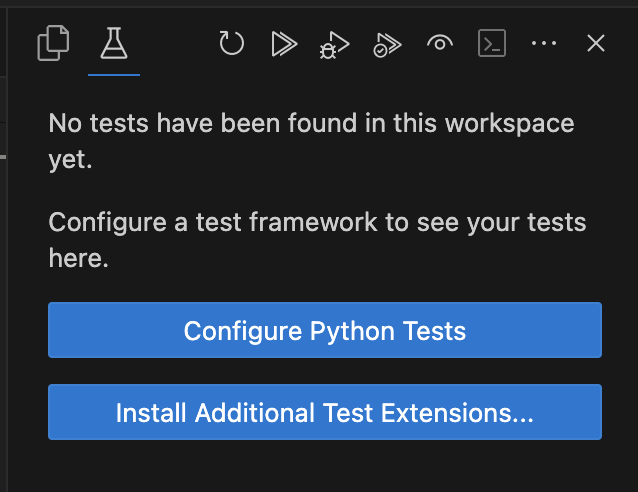 No tests have been found in this workspace
yet.
Configure a test framework to see your tests
here.
Configure Python Tests
Install Additional Test Extensions...